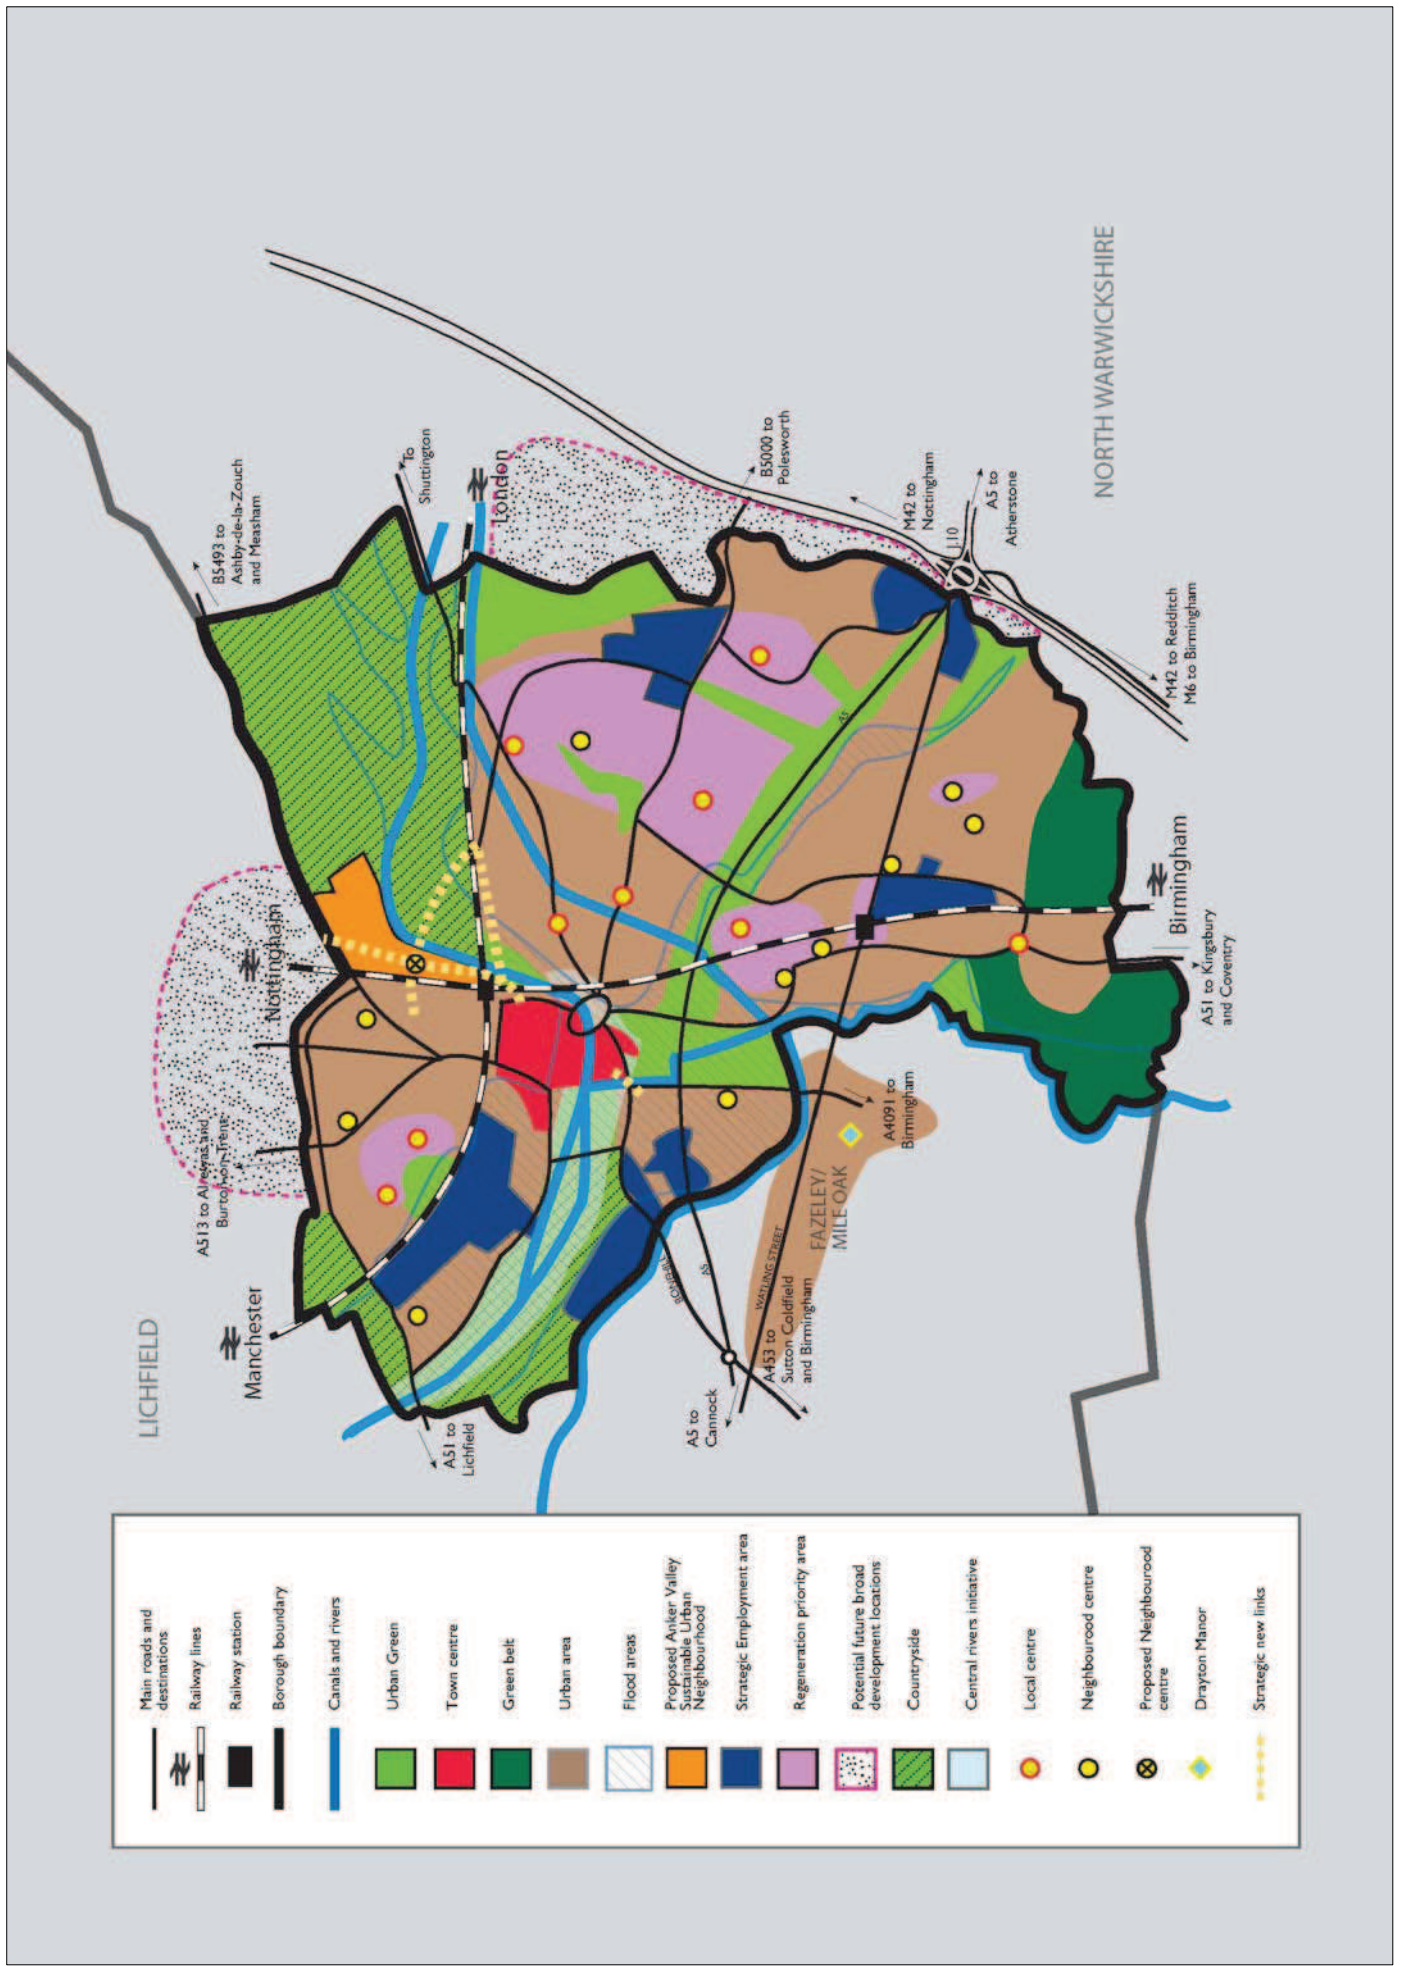 LICHFIELD
NORTH WARWICKSHIRE
Manchester
A513 to Alrewas and
Burton-on-Trent
Nottingham
B5493 to
Ashby-de-la-Zouch
and Measham
To
Shuttington
London
A51 to
Lichfield
B5000 to
Polesworth
M42 to
Nottingham
J.10
A5 to
Atherstone
A5
A5
WATLING STREET
A5 to
Cannock
A453 to
Sutton Coldfield
and Birmingham
FAZELEY/
MILE OAK
A4091 to
Birmingham
M42 to Redditch
M6 to Birmingham
Birmingham
A51 to Kingsbury
and Coventry
Main roads and
destinations
Railway lines
Railway station
Borough boundary
Canals and rivers
Urban Green
Town centre
Green belt
Urban area
Flood areas
Proposed Anker Valley
Sustainable Urban
Neighbourhood
Strategic Employment area
Regeneration priority area
Potential future broad
development locations
Countryside
Central rivers initiative
Local centre
Neighbourood centre
Proposed Neighbourood
centre
Drayton Manor
Strategic new links